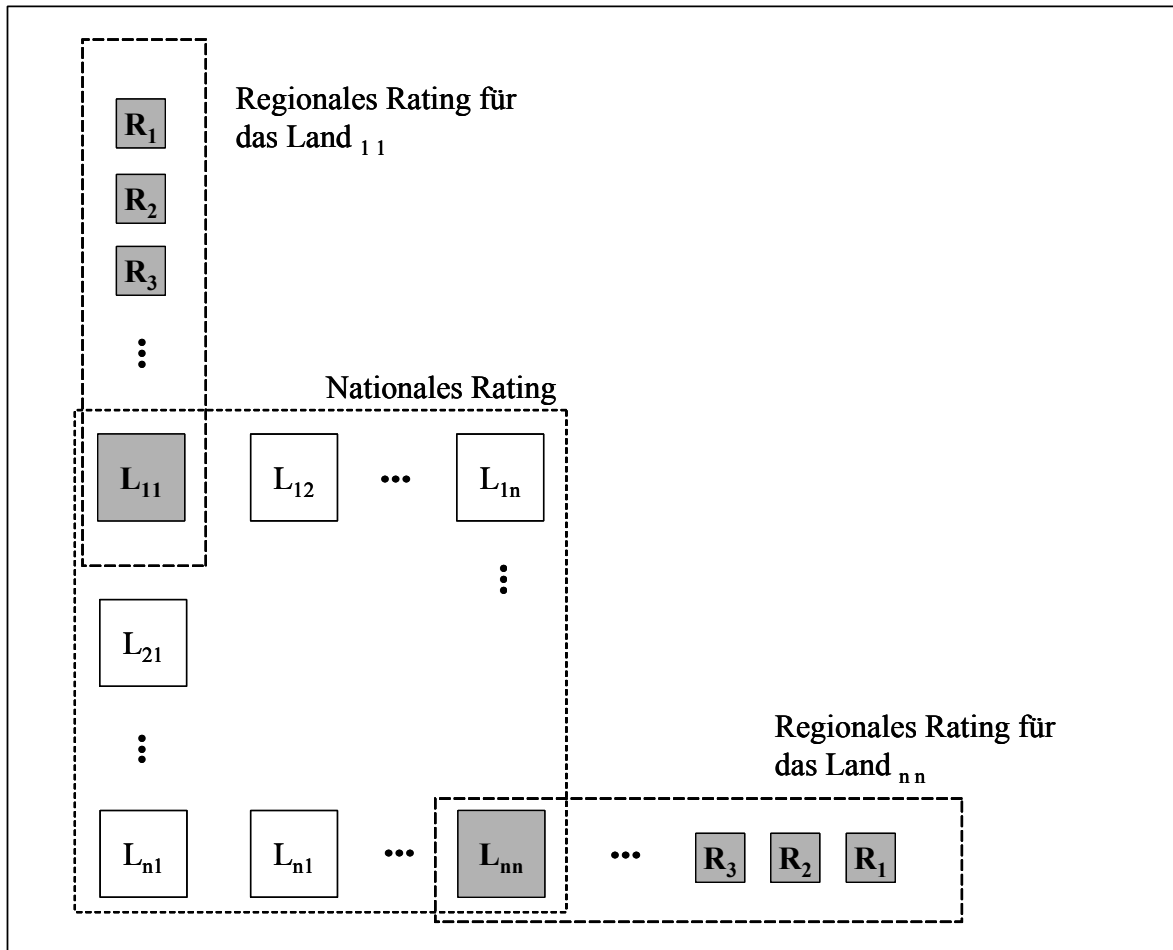 Regionales Rating für
das Land 1 1
R1
R2
R3
Nationales Rating
L11 L12 ... L1n
L21
Regionales Rating für
das Land n n
Ln1 Ln1 ... Lnn ... R3 R2 R1